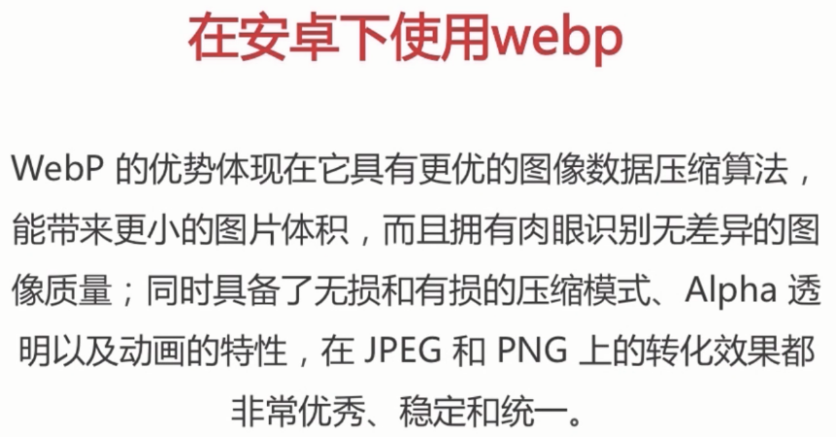 在安卓下使用webp
WebP 的优势体现在它具有更优的图像数据压缩算法，
能带来更小的图片体积，而且拥有肉眼识别无差异的图
像质量；同时具备了无损和有损的压缩模式、Alpha 透
明以及动画的特性，在 JPEG 和 PNG 上的转化效果都
非常优秀、稳定和统一。